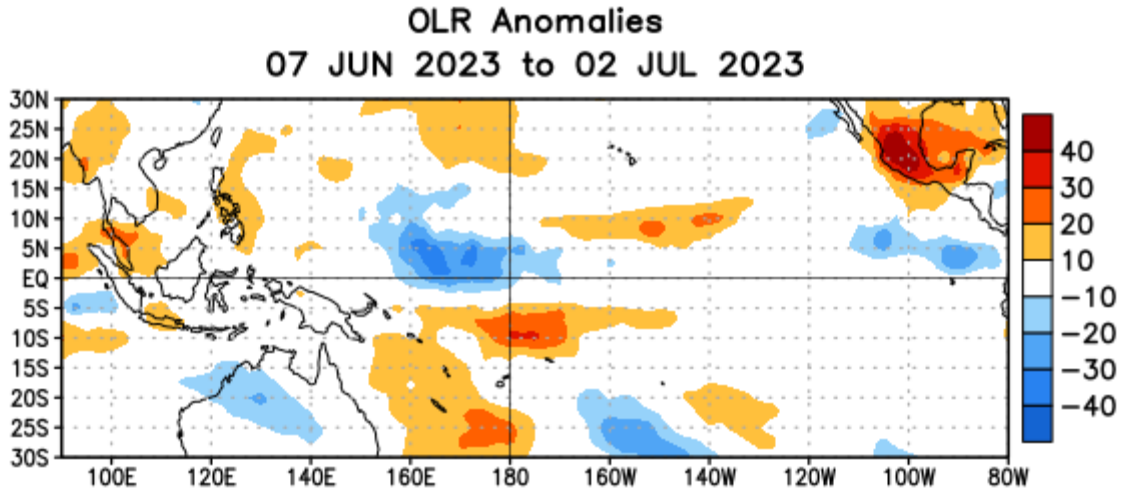 OLR Anomalies
07 JUN 2023 to 02 JUL 2023
30N
25N
20N
15N
10N
5N
EQ
5S
10S
15S
20S
25S
30S
100E 120E 140E 160E 180 160W 140W 120W 100W 80W
40
30
20
10
-10
-20
-30
-40